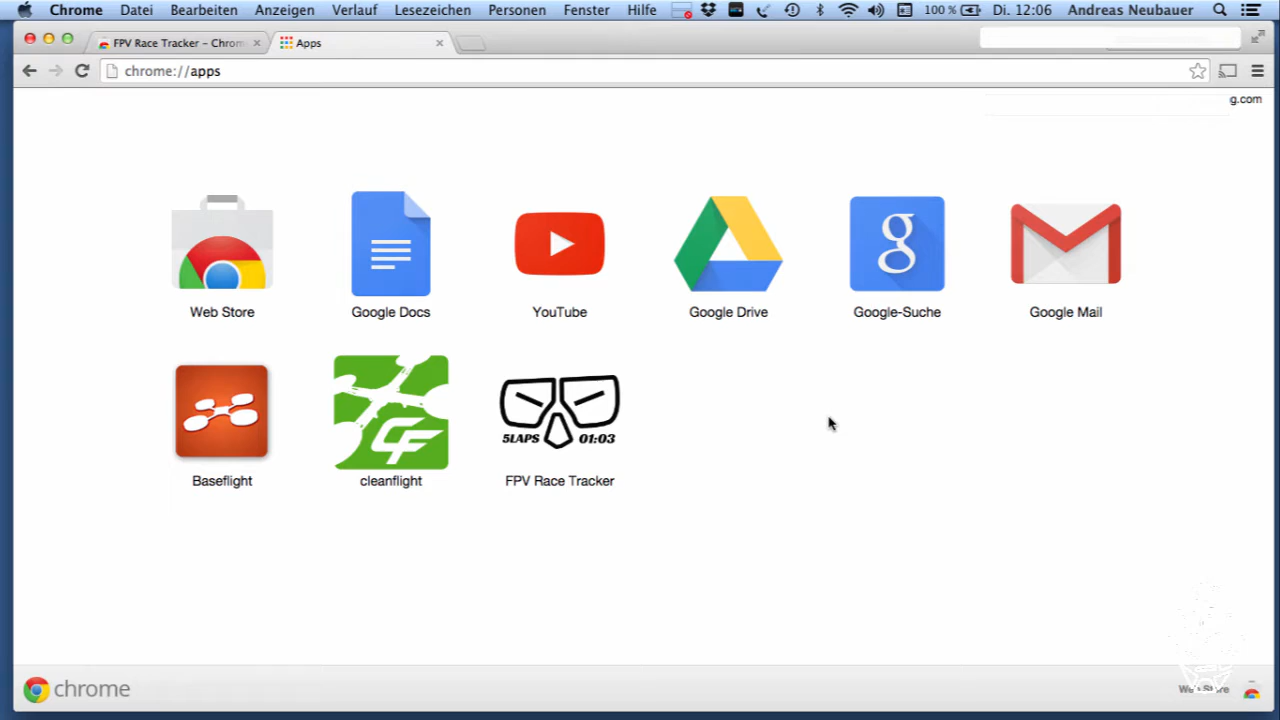 Chrome Datei Bearbeiten Anzeigen Verlauf Lesezeichen Personen Fenster Hilfe 100 % Di. 12:06 Andreas Neubauer
FPV Race Tracker – Chrom
Apps
chrome://apps
g.com
Web Store
Google Docs
YouTube
Google Drive
Google-Suche
Google Mail
5LAPS 01:03
CF
Baseflight
cleanflight
FPV Race Tracker
chrome